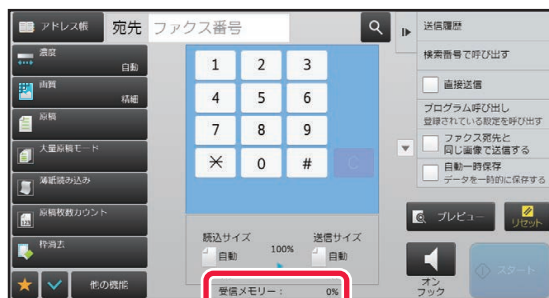 アドレス帳
宛先 ファクス番号
濃度
自動
画質
精細
原稿
大量原稿モード
薄紙読み込み
原稿枚数カウント
枠消去
他の機能
1 2 3
4 5 6
7 8 9
✕ 0 # C
読込サイズ 100% 送信サイズ
自動 自動
受信メモリー： 0%
送信履歴
検索番号で呼び出す
直接送信
プログラム呼び出し
登録されている設定を呼び出す
ファクス宛先と
同じ画像で送信する
自動一時保存
データを一時的に保存する
プレビュー
リセット
オン
フック
スタート